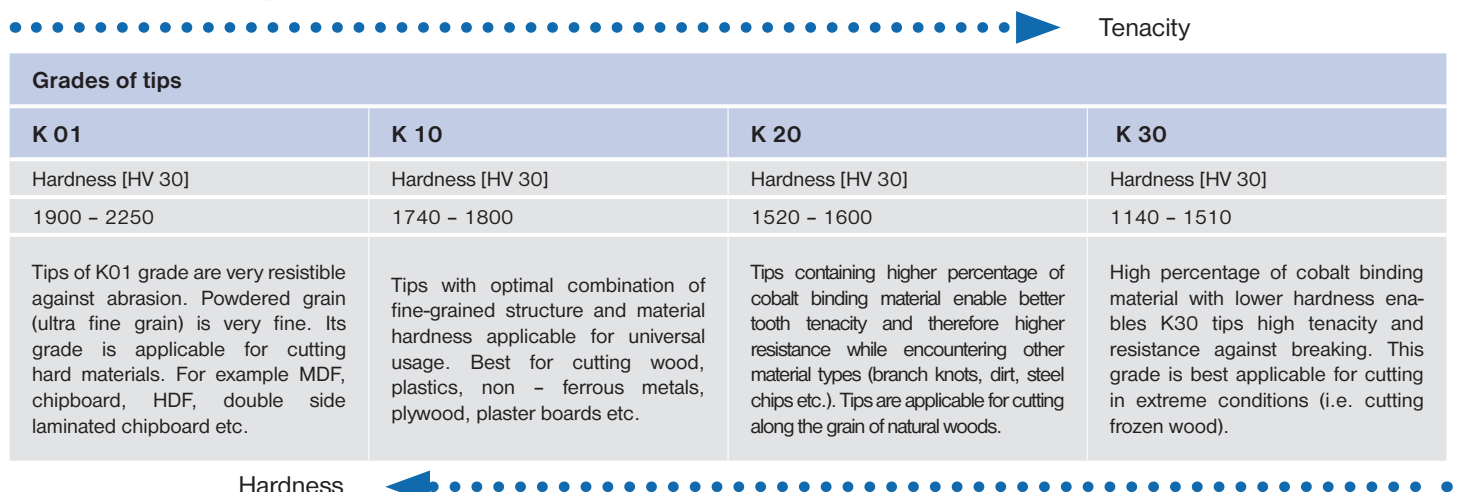 Tenacity
Grades of tips
K 01
K 10
K 20
K 30
Hardness [HV 30]
Hardness [HV 30]
Hardness [HV 30]
Hardness [HV 30]
1900 – 2250
1740 – 1800
1520 – 1600
1140 – 1510
Tips of K01 grade are very resistible
against abrasion. Powdered grain
(ultra fine grain) is very fine. Its
grade is applicable for cutting
hard materials. For example MDF,
chipboard, HDF, double side
laminated chipboard etc.
Tips with optimal combination of
fine-grained structure and material
hardness applicable for universal
usage. Best for cutting wood,
plastics, non – ferrous metals,
plywood, plaster boards etc.
Tips containing higher percentage of
cobalt binding material enable better
tooth tenacity and therefore higher
resistance while encountering other
material types (branch knots, dirt, steel
chips etc.). Tips are applicable for cutting
along the grain of natural woods.
High percentage of cobalt binding
material with lower hardness ena-
bles K30 tips high tenacity and
resistance against breaking. This
grade is best applicable for cutting
in extreme conditions (i.e. cutting
frozen wood).
Hardness